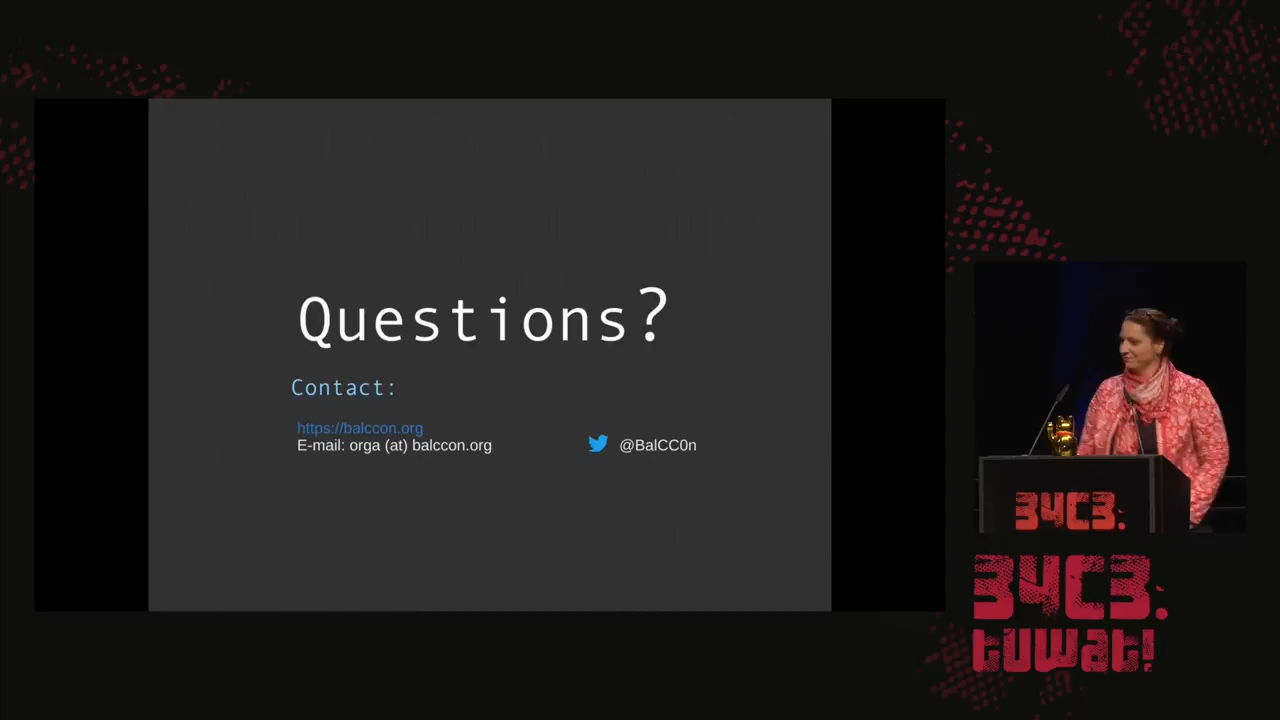 Questions?
Contact:
https://balccon.org
E-mail: orga (at) balccon.org
@BalCC0n
34C3.
34C3.
tuwat!